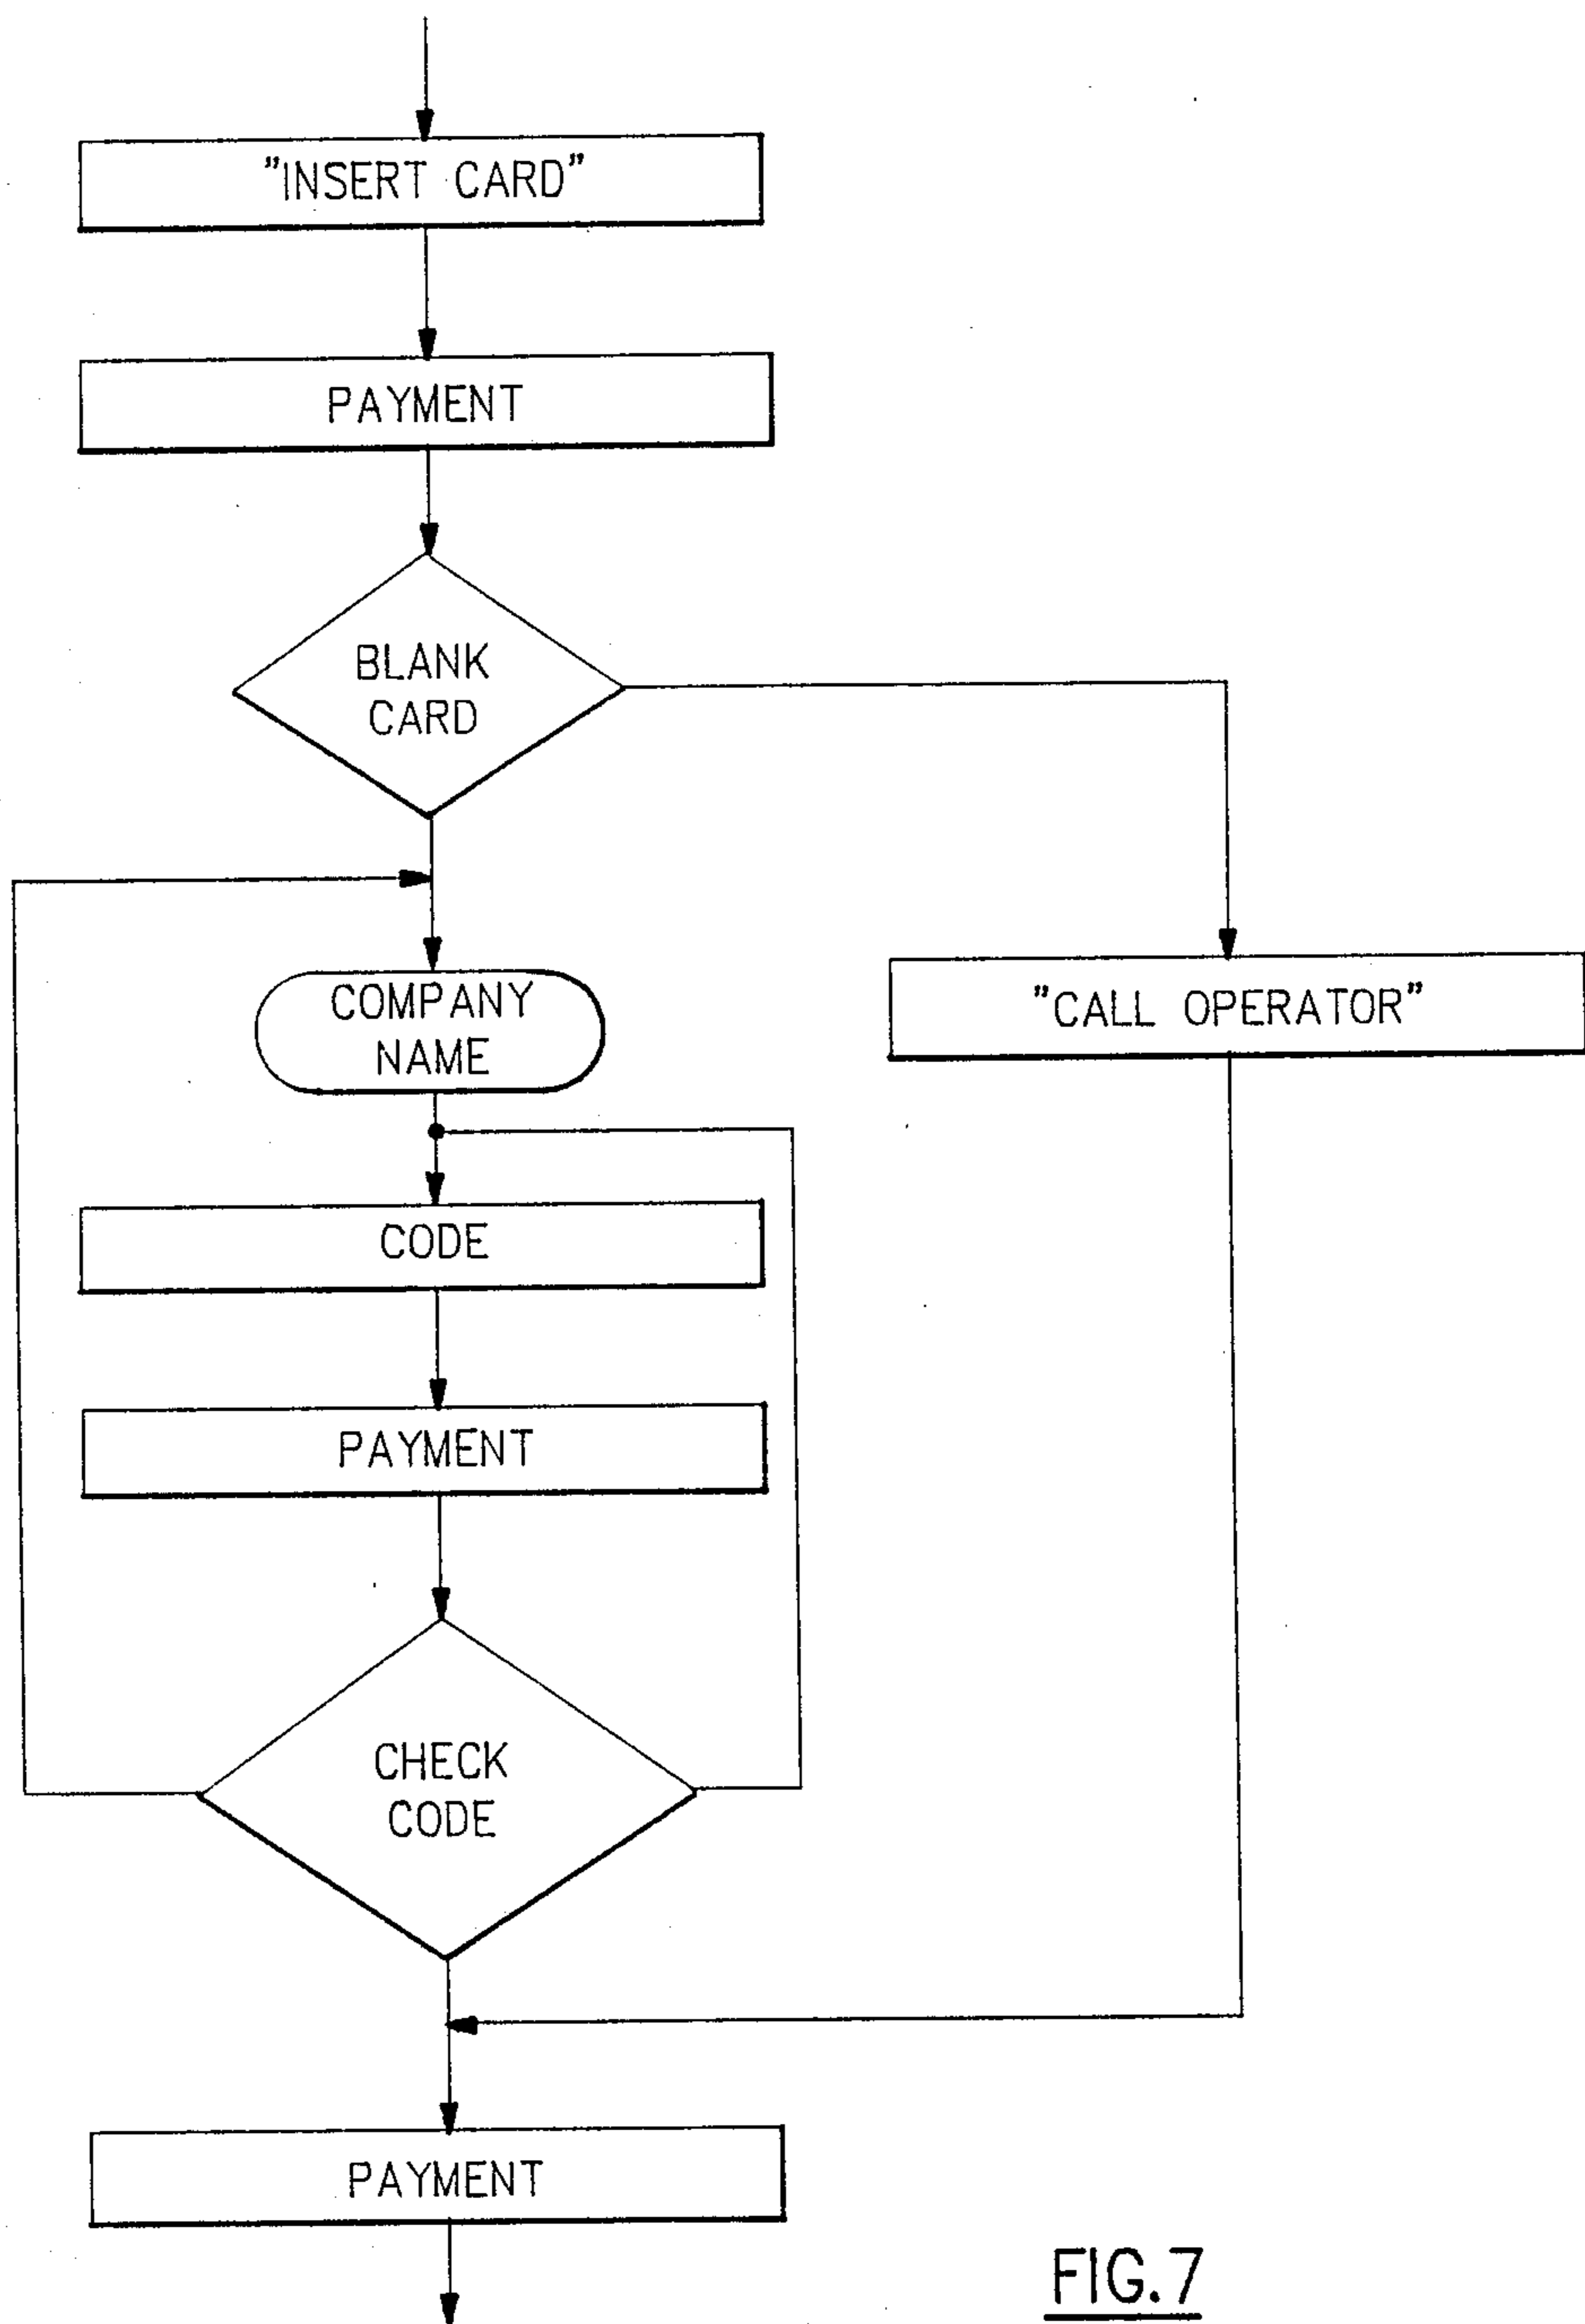 "INSERT CARD"
PAYMENT
BLANK
CARD
COMPANY
NAME
"CALL OPERATOR"
CODE
PAYMENT
CHECK
CODE
PAYMENT
FIG.7